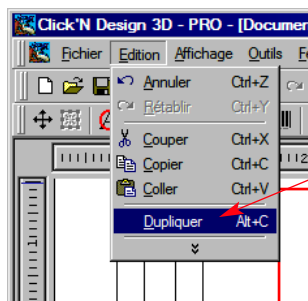 Click'N Design 3D - PRO - [Documen
Fichier Edition Affichage Outils F
Annuler Ctrl+Z
Rétablir Ctrl+Y
Couper Ctrl+X
Copier Ctrl+C
Coller Ctrl+V
Dupliquer Alt+C